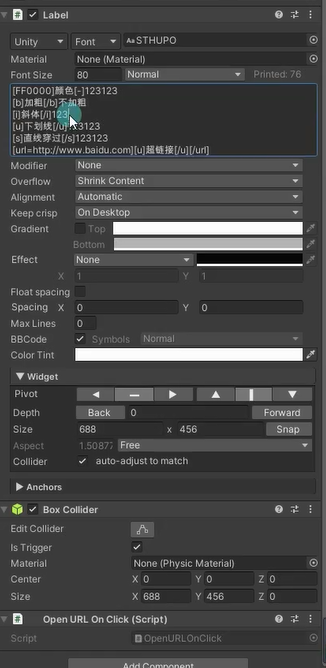 Label
Unity Font STHUPO
Material None (Material)
Font Size 80 Normal Printed: 76
[FF0000]颜色[-]123123
[b]加粗[/b]不加粗
[i]斜体[/i]123
[u]下划线[/u]123123
[s]直线穿过[/s]123123
[url=http://www.baidu.com][u]超链接[/u][/url]
Modifier None
Overflow Shrink Content
Alignment Automatic
Keep crisp On Desktop
Gradient Top
Bottom
Effect None
X 1 Y 1
Float spacing
Spacing X 0 Y 0
Max Lines 0
BBCode Symbols Normal
Color Tint
Widget
Pivot
Depth Back 0 Forward
Size 688 x 456 Snap
Aspect 1.50877 Free
Collider auto-adjust to match
Anchors
Box Collider
Edit Collider
Is Trigger
Material None (Physic Material)
Center X 0 Y 0 Z 0
Size X 688 Y 456 Z 0
Open URL On Click (Script)
Script OpenURLOnClick
Add Component